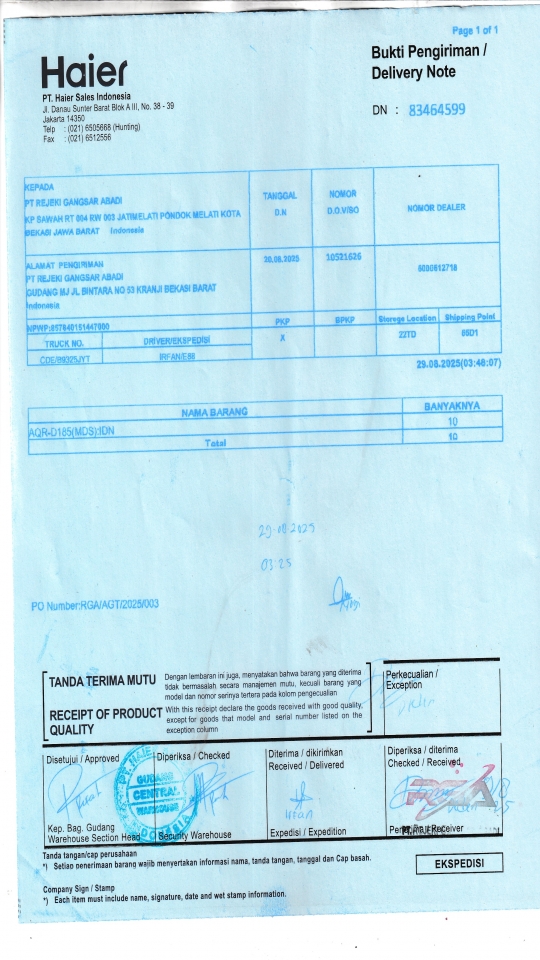 Page 1 of 1
Haier
Bukti Pengiriman /
Delivery Note
DN : 83464599
PT. Haier Sales Indonesia
Jl. Danau Sunter Barat Blok A III, No. 38 - 39
Jakarta 14350
Telp : (021) 6505668 (Hunting)
Fax : (021) 6512556
KEPADA
PT REJEKI GANGSAR ABADI
KP SAWAH RT 004 RW 003 JATIMELATI PONDOK MELATI KOTA
BEKASI JAWA BARAT Indonesia
TANGGAL
D.N
NOMOR
D.O.V/SO
NOMOR DEALER
ALAMAT PENGIRIMAN
PT REJEKI GANGSAR ABADI
GUDANG MJ JL BINTARA NO 53 KRANJI BEKASI BARAT
Indonesia
20.08.2025
10521626
NPWP:
PKP
BPKP
Storage Location
Shipping Point
TRUCK NO.
DRIVER/EKSPEDISI
X
22TD
CDE/B9325JYT
29.08.2025(03:46:07)
NAMA BARANG
BANYAKNYA
AQR-D185(MDS):IDN
10
Total
10
29-08-2025
03:25
PO Number:RGA/AGT/2025/003
TANDA TERIMA MUTU
Dengan lembaran ini juga, menyatakan bahwa barang yang diterima
tidak bermasalah secara manajemen mutu, kecuali barang yang
model dan nomor serinya tertera pada kolom pengecualian
RECEIPT OF PRODUCT
QUALITY
With this receipt declare the goods received with good quality,
except for goods that model and serial number listed on the
exception column
Perkecualian /
Exception
Disetujui / Approved
Diperiksa / Checked
Diterima / dikirimkan
Received / Delivered
Diperiksa / diterima
Checked / Received
GUDANG
CENTRAL
WAREHOUSE
INDONESIA
Irfan
Kep. Bag. Gudang
Warehouse Section Head
Security Warehouse
Expedisi / Expedition
/ Receiver
Tanda tangan/cap perusahaan
*) Setiao penerimaan barang wajib menyertakan informasi nama, tanda tangan, tanggal dan Cap basah.
EKSPEDISI
Company Sign / Stamp
*) Each item must include name, signature, date and wet stamp information.